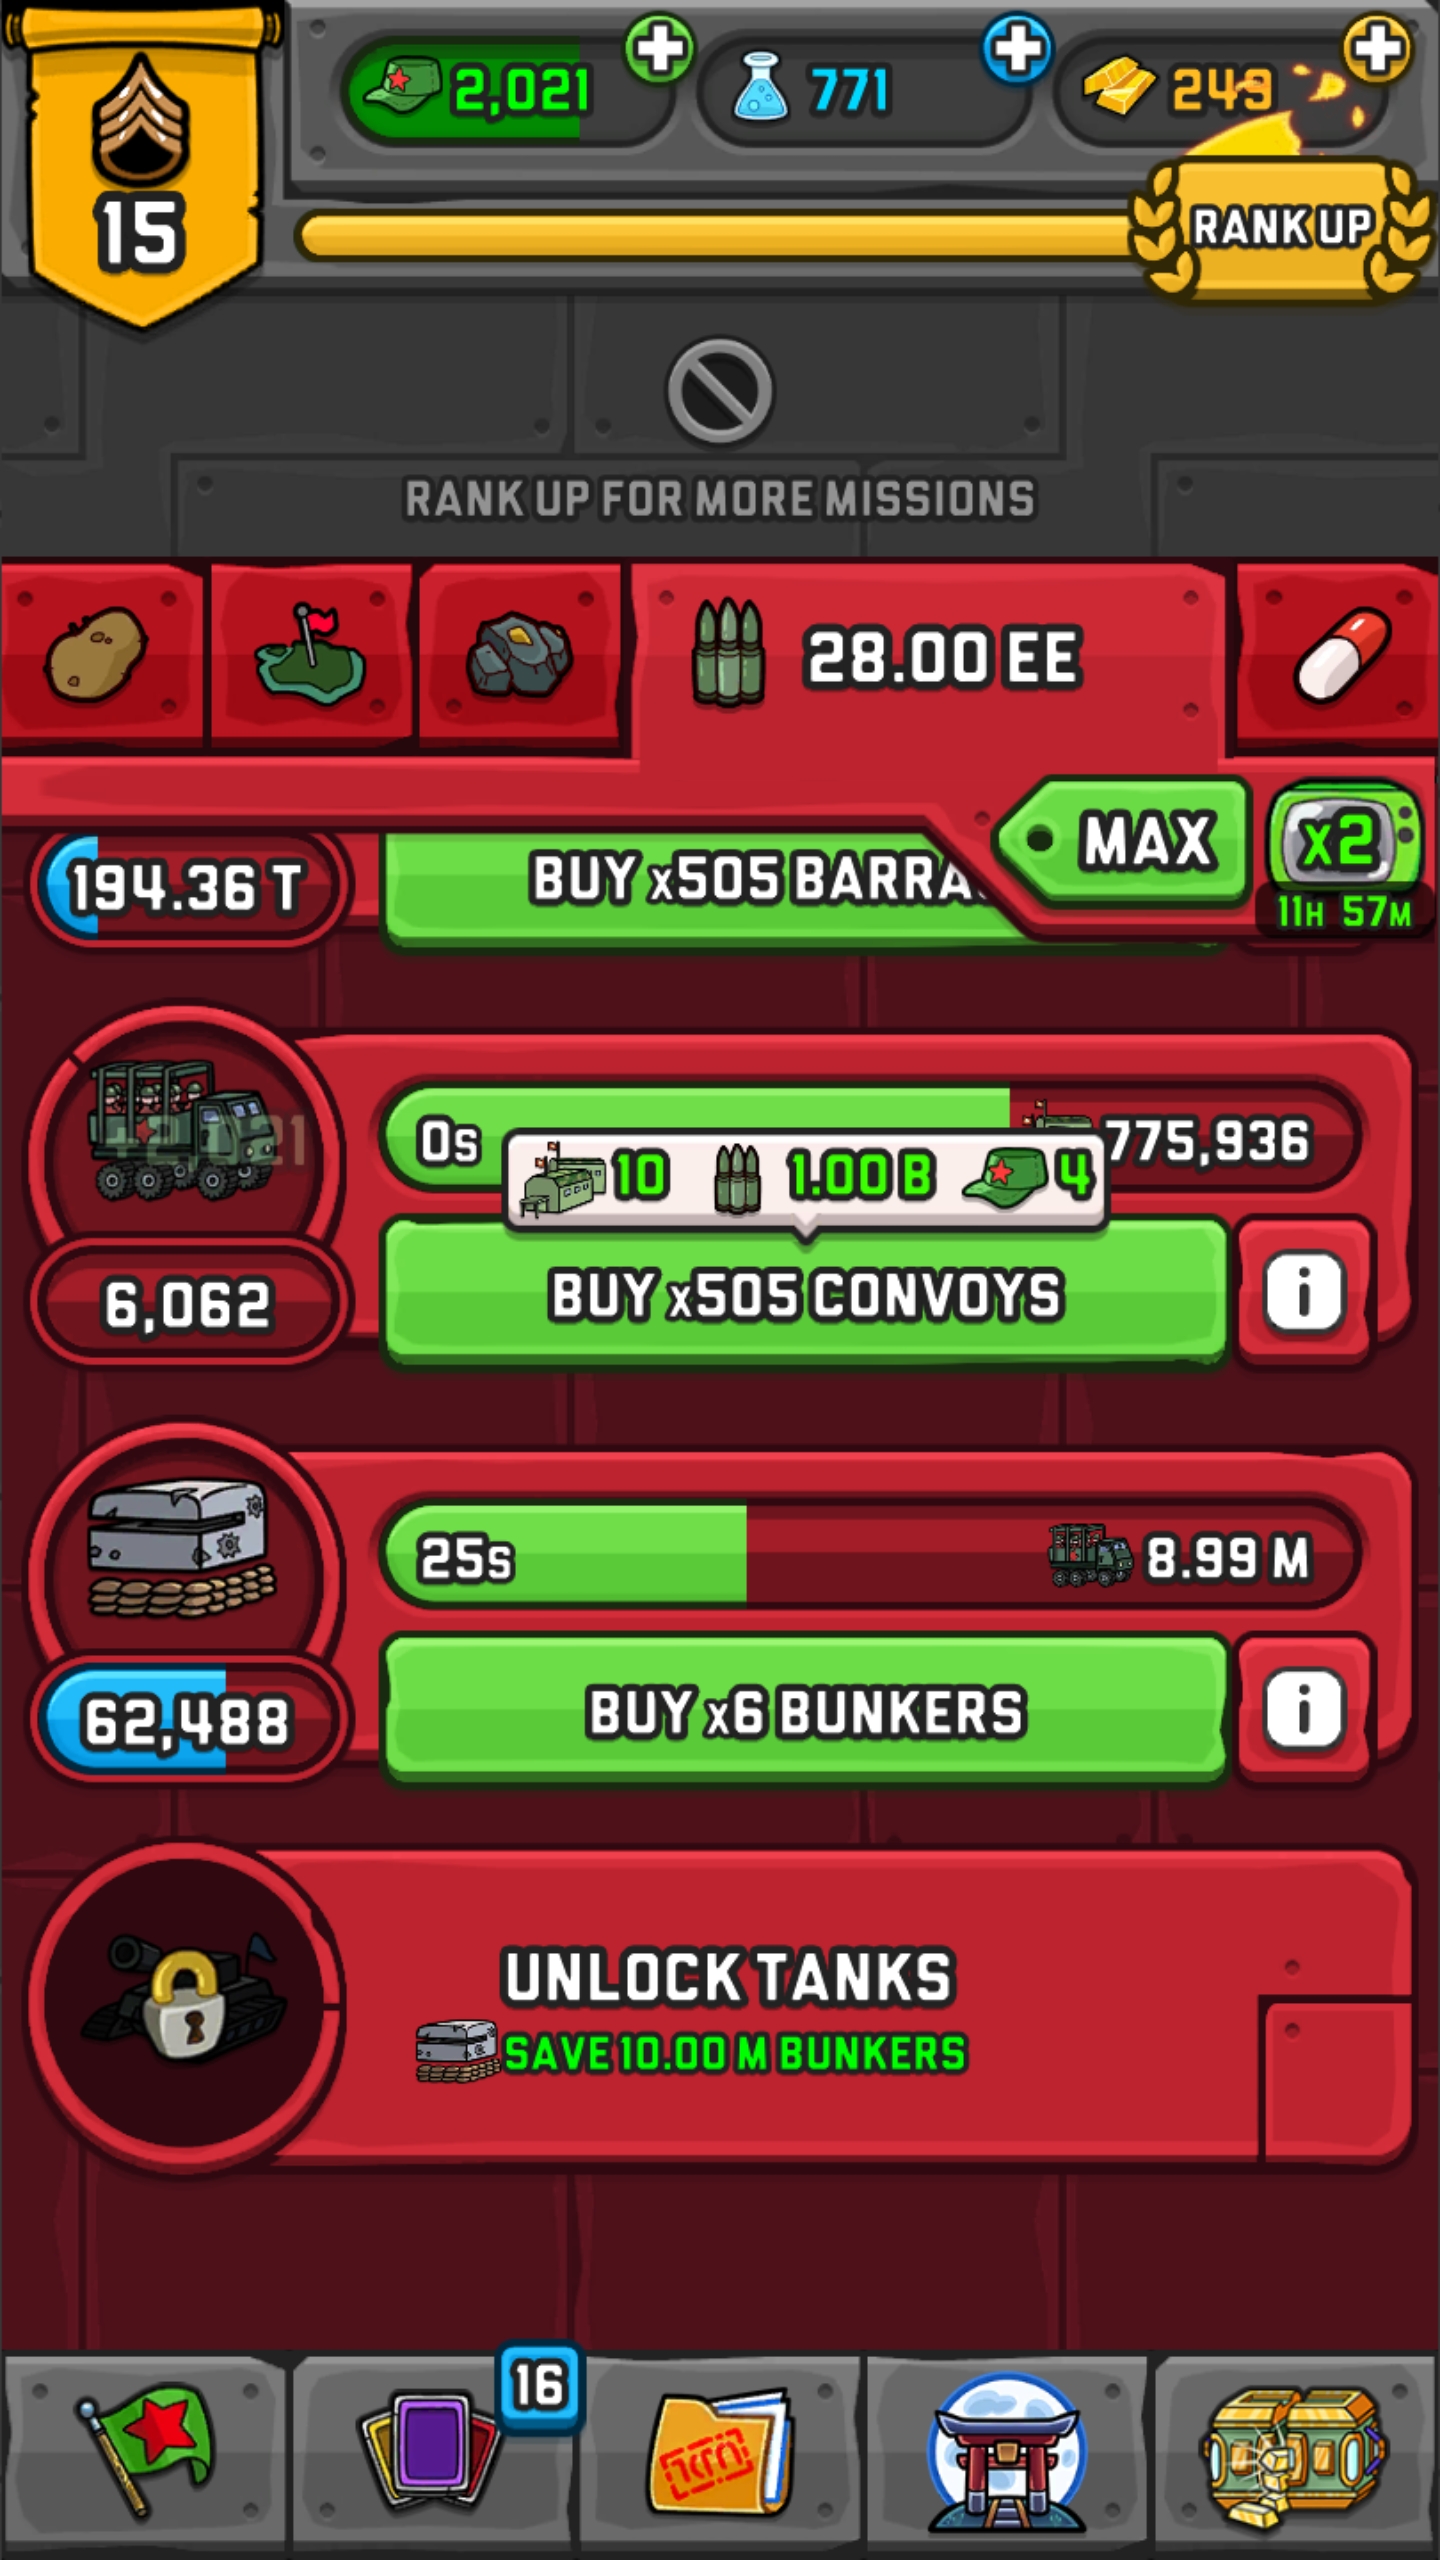 2,021
771
249
15
RANK UP
RANK UP FOR MORE MISSIONS
28.00 EE
MAX
x2
11H 57M
194.36 T
BUY x505 BARRA
0s
775,936
10
1.00 B
4
6,062
BUY x505 CONVOYS
i
25s
8.99 M
62,488
BUY x6 BUNKERS
i
UNLOCK TANKS
SAVE 10.00 M BUNKERS
16